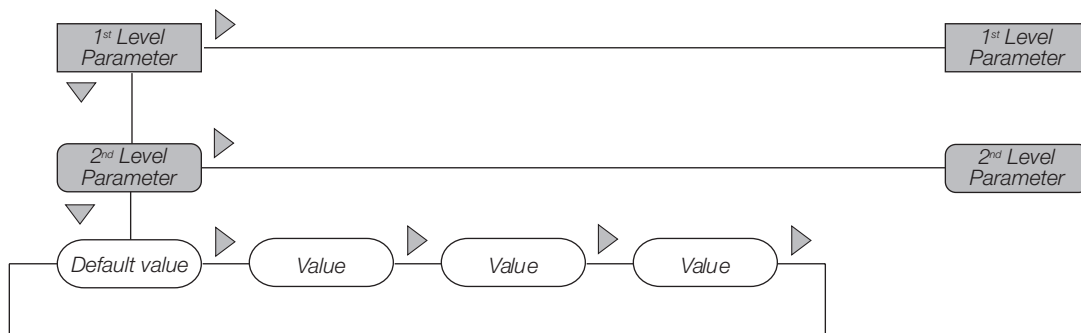 1st Level
Parameter
1st Level
Parameter
2nd Level
Parameter
2nd Level
Parameter
Default value
Value
Value
Value